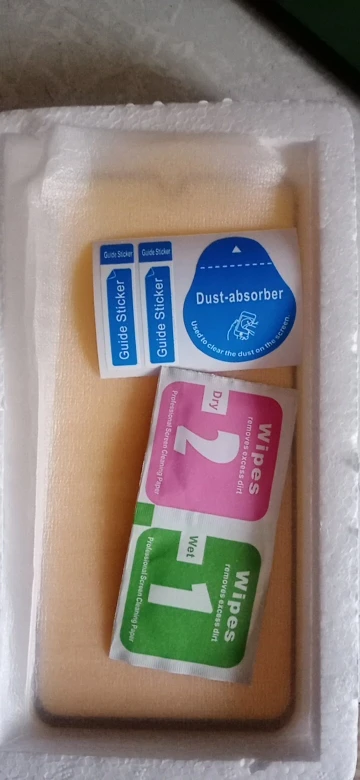 Guide Sticker
Guide Sticker
Guide Sticker
Guide Sticker
Dust-absorber
Used to clear the dust on the screen
Wipes
removes excess dirt
2
Dry
Professional Screen Cleaning Paper
Wipes
removes excess dirt
1
Wet
Professional Screen Cleaning Paper